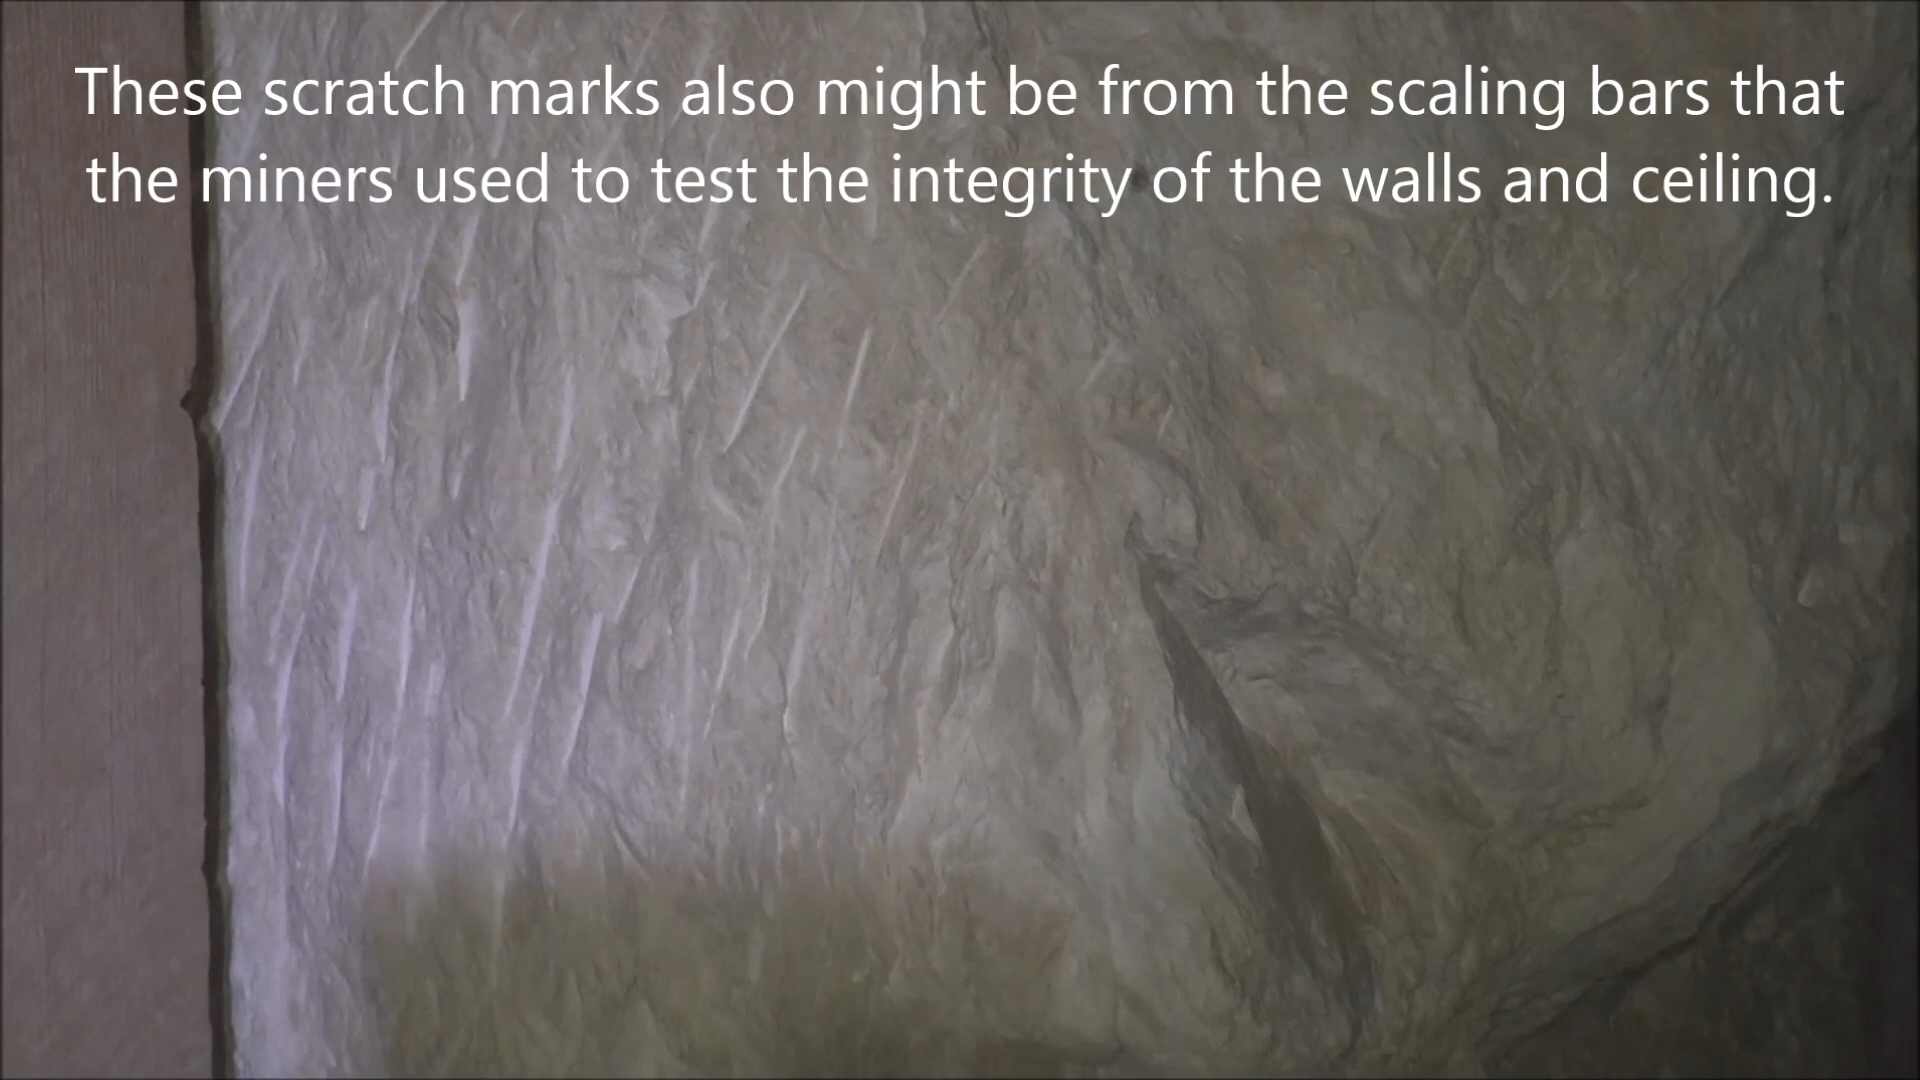 These scratch marks also might be from the scaling bars that
the miners used to test the integrity of the walls and ceiling.